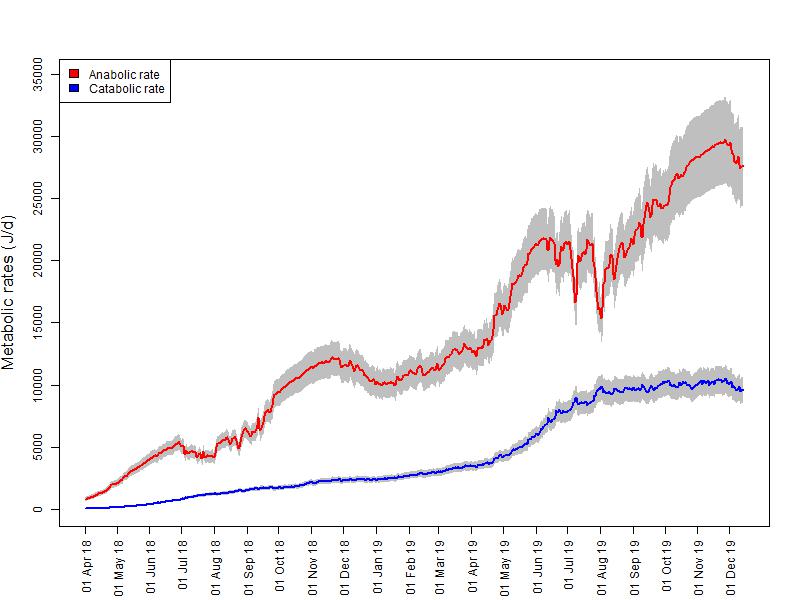 Anabolic rate
Catabolic rate
Metabolic rates (J/d)
35000
30000
25000
20000
15000
10000
5000
0
01 Apr 18
01 May 18
01 Jun 18
01 Jul 18
01 Aug 18
01 Sep 18
01 Oct 18
01 Nov 18
01 Dec 18
01 Jan 19
01 Feb 19
01 Mar 19
01 Apr 19
01 May 19
01 Jun 19
01 Jul 19
01 Aug 19
01 Sep 19
01 Oct 19
01 Nov 19
01 Dec 19